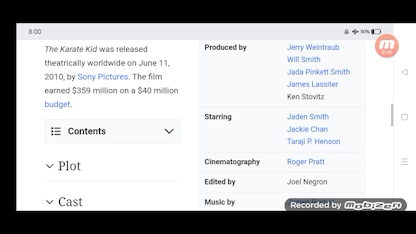 8:00
50%
The Karate Kid was released
theatrically worldwide on June 11,
2010, by Sony Pictures. The film
earned $359 million on a $40 million
budget.
Contents
Plot
Cast
Produced by
Jerry Weintraub
Will Smith
Jada Pinkett Smith
James Lassiter
Ken Stovitz
Starring
Jaden Smith
Jackie Chan
Taraji P. Henson
Cinematography
Roger Pratt
Edited by
Joel Negron
Music by
Recorded by Mobizen